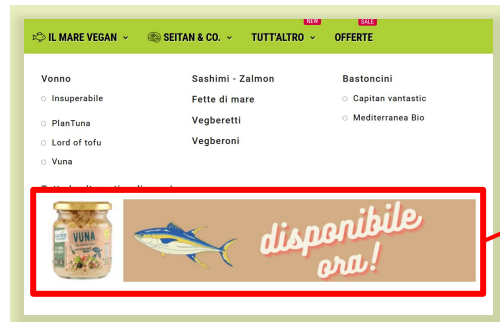 NEW
SALE
IL MARE VEGAN
SEITAN & CO.
TUTT'ALTRO
OFFERTE
Vonno
Insuperabile
PlanTuna
Lord of tofu
Vuna
Sashimi - Zalmon
Fette di mare
Vegberetti
Vegberoni
Bastoncini
Capitan vantastic
Mediterranea Bio
VUNA
disponibile
ora!